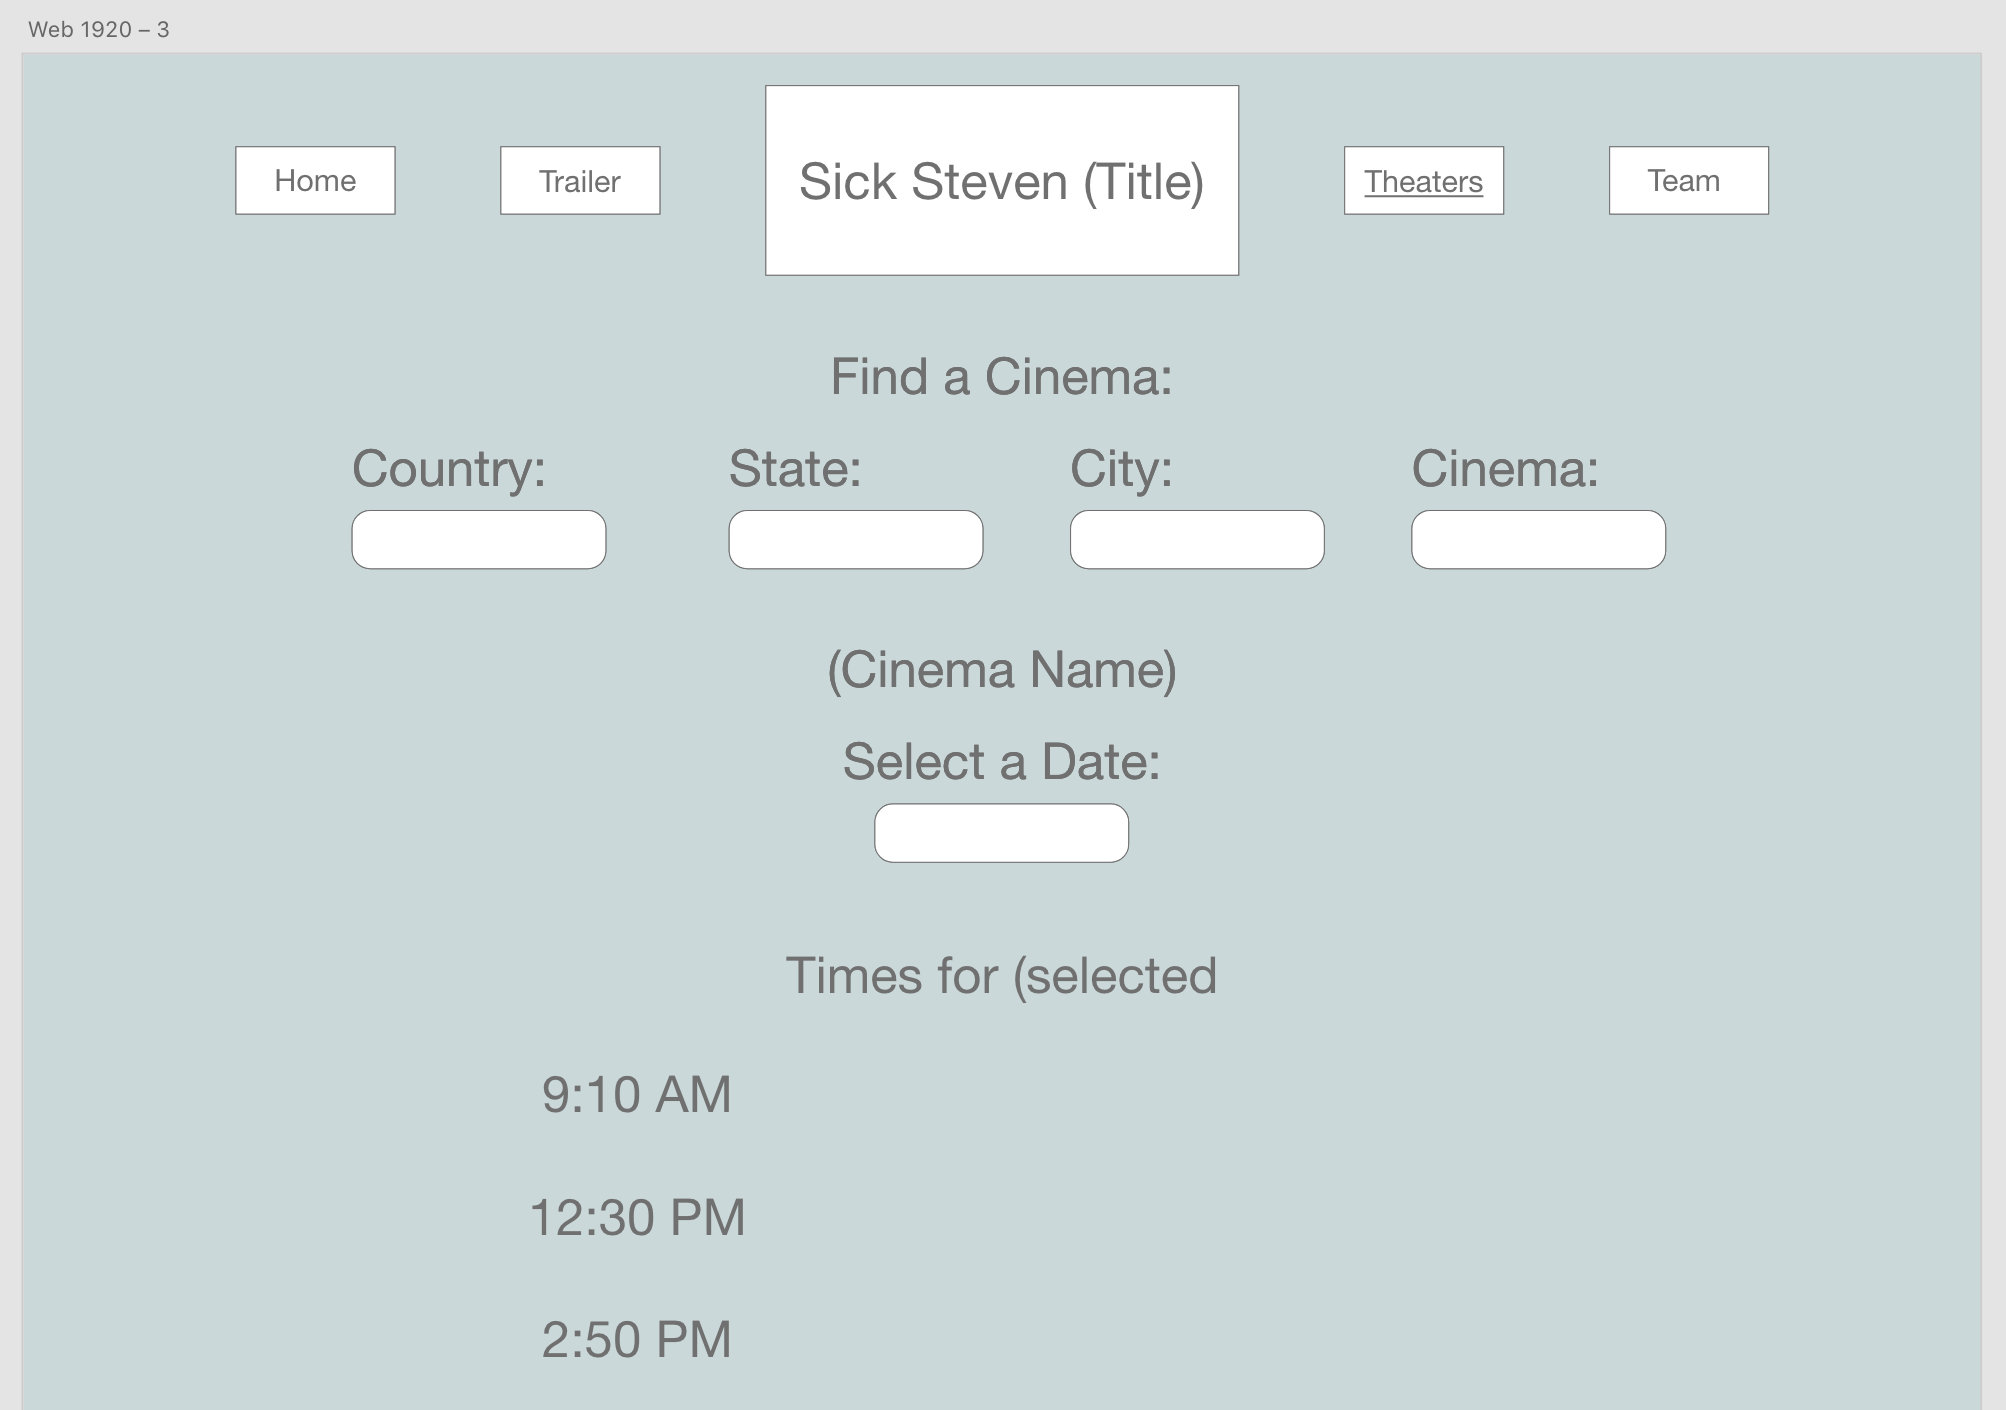 Web 1920 – 3
Home
Trailer
Sick Steven (Title)
Theaters
Team
Find a Cinema:
Country:
State:
City:
Cinema:
(Cinema Name)
Select a Date:
Times for (selected
9:10 AM
12:30 PM
2:50 PM